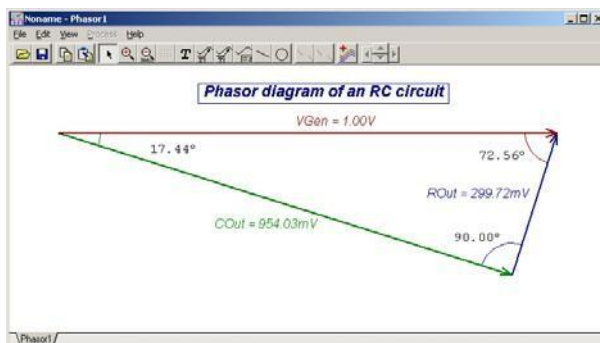 Noname - Phasor1
File Edit View Process Help
T
Phasor diagram of an RC circuit
VGen = 1.00V
17.44°
72.56°
ROut = 299.72mV
COut = 954.03mV
90.00°
Phasor1